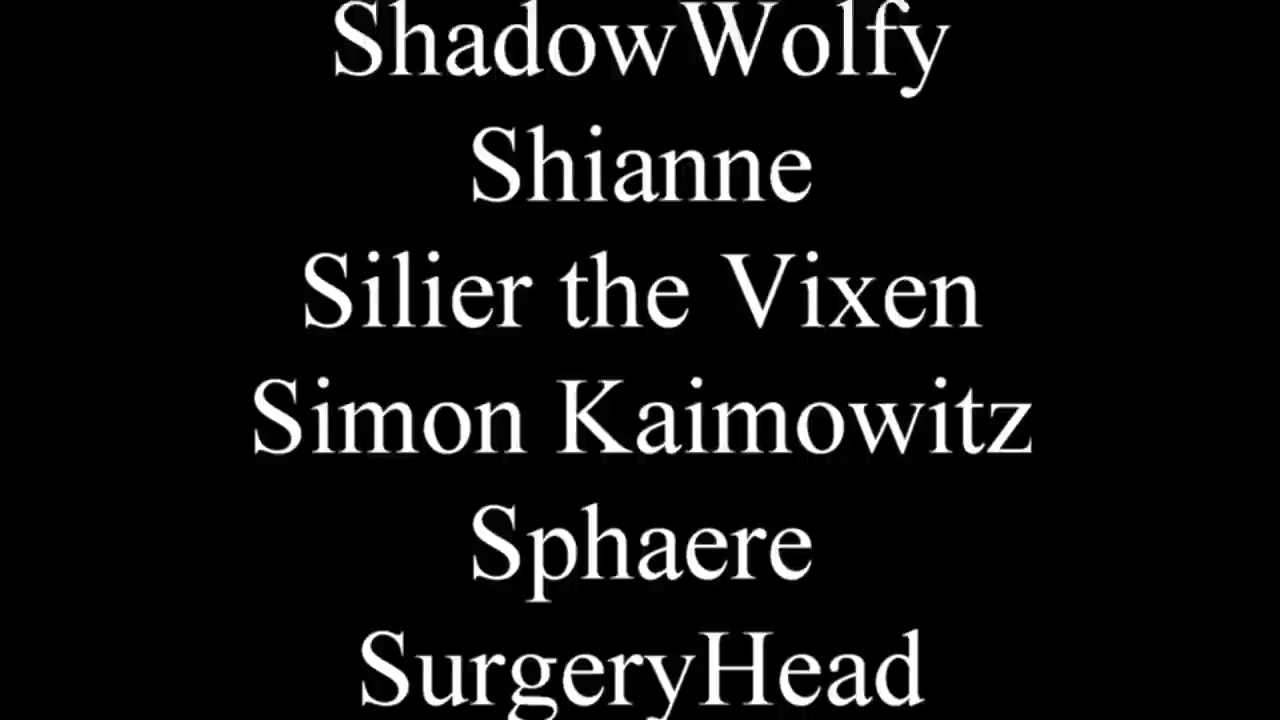 ShadowWolfy
Shianne
Silier the Vixen
Simon Kaimowitz
Sphaere
SurgeryHead